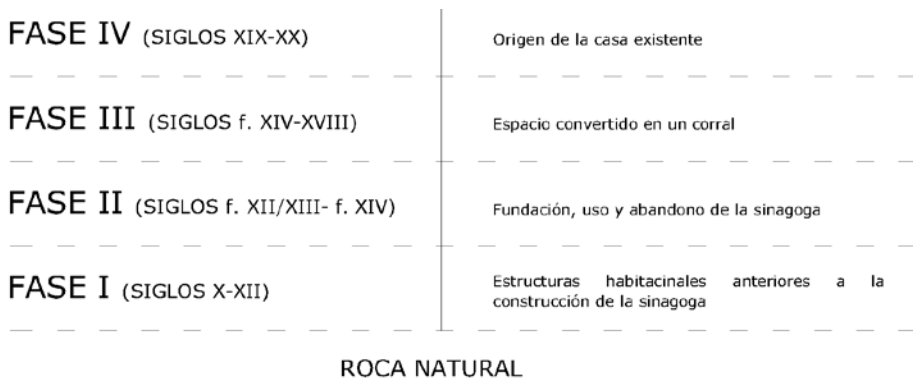 FASE IV (SIGLOS XIX-XX)
Origen de la casa existente
FASE III (SIGLOS f. XIV-XVIII)
Espacio convertido en un corral
FASE II (SIGLOS f. XII/XIII- f. XIV)
Fundación, uso y abandono de la sinagoga
FASE I (SIGLOS X-XII)
Estructuras habitacinales anteriores a la
construcción de la sinagoga
ROCA NATURAL